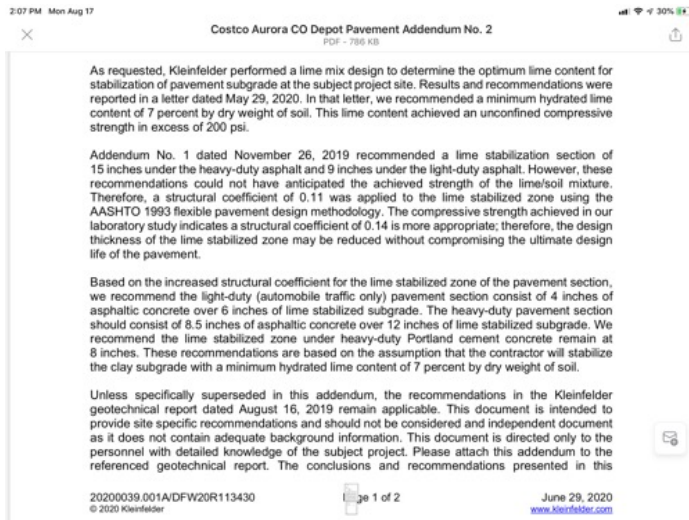 2:07 PM Mon Aug 17
30%
Costco Aurora CO Depot Pavement Addendum No. 2
PDF - 786 KB
As requested, Kleinfelder performed a lime mix design to determine the optimum lime content for
stabilization of pavement subgrade at the subject project site. Results and recommendations were
reported in a letter dated May 29, 2020. In that letter, we recommended a minimum hydrated lime
content of 7 percent by dry weight of soil. This lime content achieved an unconfined compressive
strength in excess of 200 psi.
Addendum No. 1 dated November 26, 2019 recommended a lime stabilization section of
15 inches under the heavy-duty asphalt and 9 inches under the light-duty asphalt. However, these
recommendations could not have anticipated the achieved strength of the lime/soil mixture.
Therefore, a structural coefficient of 0.11 was applied to the lime stabilized zone using the
AASHTO 1993 flexible pavement design methodology. The compressive strength achieved in our
laboratory study indicates a structural coefficient of 0.14 is more appropriate; therefore, the design
thickness of the lime stabilized zone may be reduced without compromising the ultimate design
life of the pavement.
Based on the increased structural coefficient for the lime stabilized zone of the pavement section,
we recommend the light-duty (automobile traffic only) pavement section consist of 4 inches of
asphaltic concrete over 6 inches of lime stabilized subgrade. The heavy-duty pavement section
should consist of 8.5 inches of asphaltic concrete over 12 inches of lime stabilized subgrade. We
recommend the lime stabilized zone under heavy-duty Portland cement concrete remain at
8 inches. These recommendations are based on the assumption that the contractor will stabilize
the clay subgrade with a minimum hydrated lime content of 7 percent by dry weight of soil.
Unless specifically superseded in this addendum, the recommendations in the Kleinfelder
geotechnical report dated August 16, 2019 remain applicable. This document is intended to
provide site specific recommendations and should not be considered and independent document
as it does not contain adequate background information. This document is directed only to the
personnel with detailed knowledge of the subject project. Please attach this addendum to the
referenced geotechnical report. The conclusions and recommendations presented in this
20200039.001A/DFW20R113430 ge 1 of 2 June 29, 2020
© 2020 Kleinfelder www.kleinfelder.com